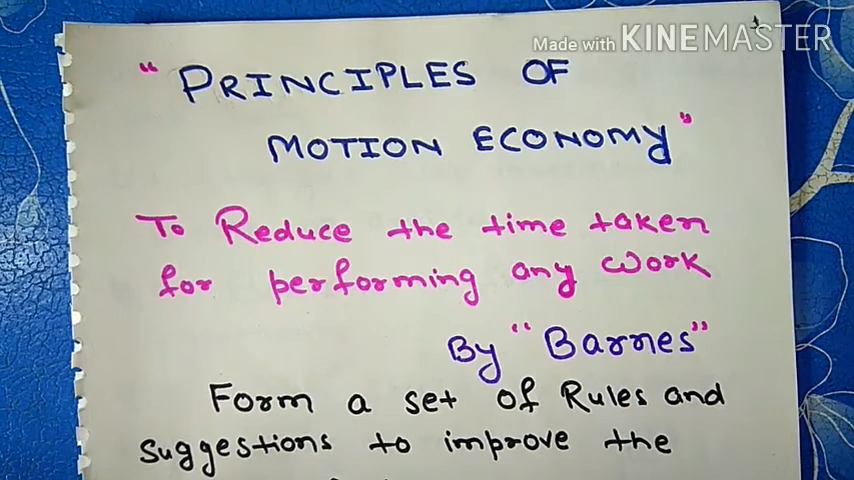 Made with KINEMASTER
1
" PRINCIPLES OF
MOTION ECONOMY"
To Reduce the time taken
for performing any work
By "Barnes"
Form a set of Rules and
suggestions to improve the